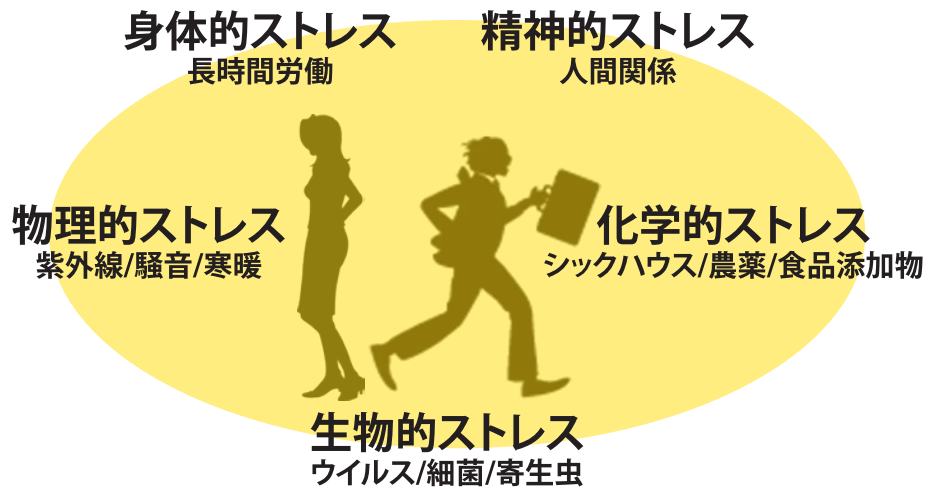 身体的ストレス
長時間労働
精神的ストレス
人間関係
物理的ストレス
紫外線/騒音/寒暖
化学的ストレス
シックハウス/農薬/食品添加物
生物的ストレス
ウイルス/細菌/寄生虫